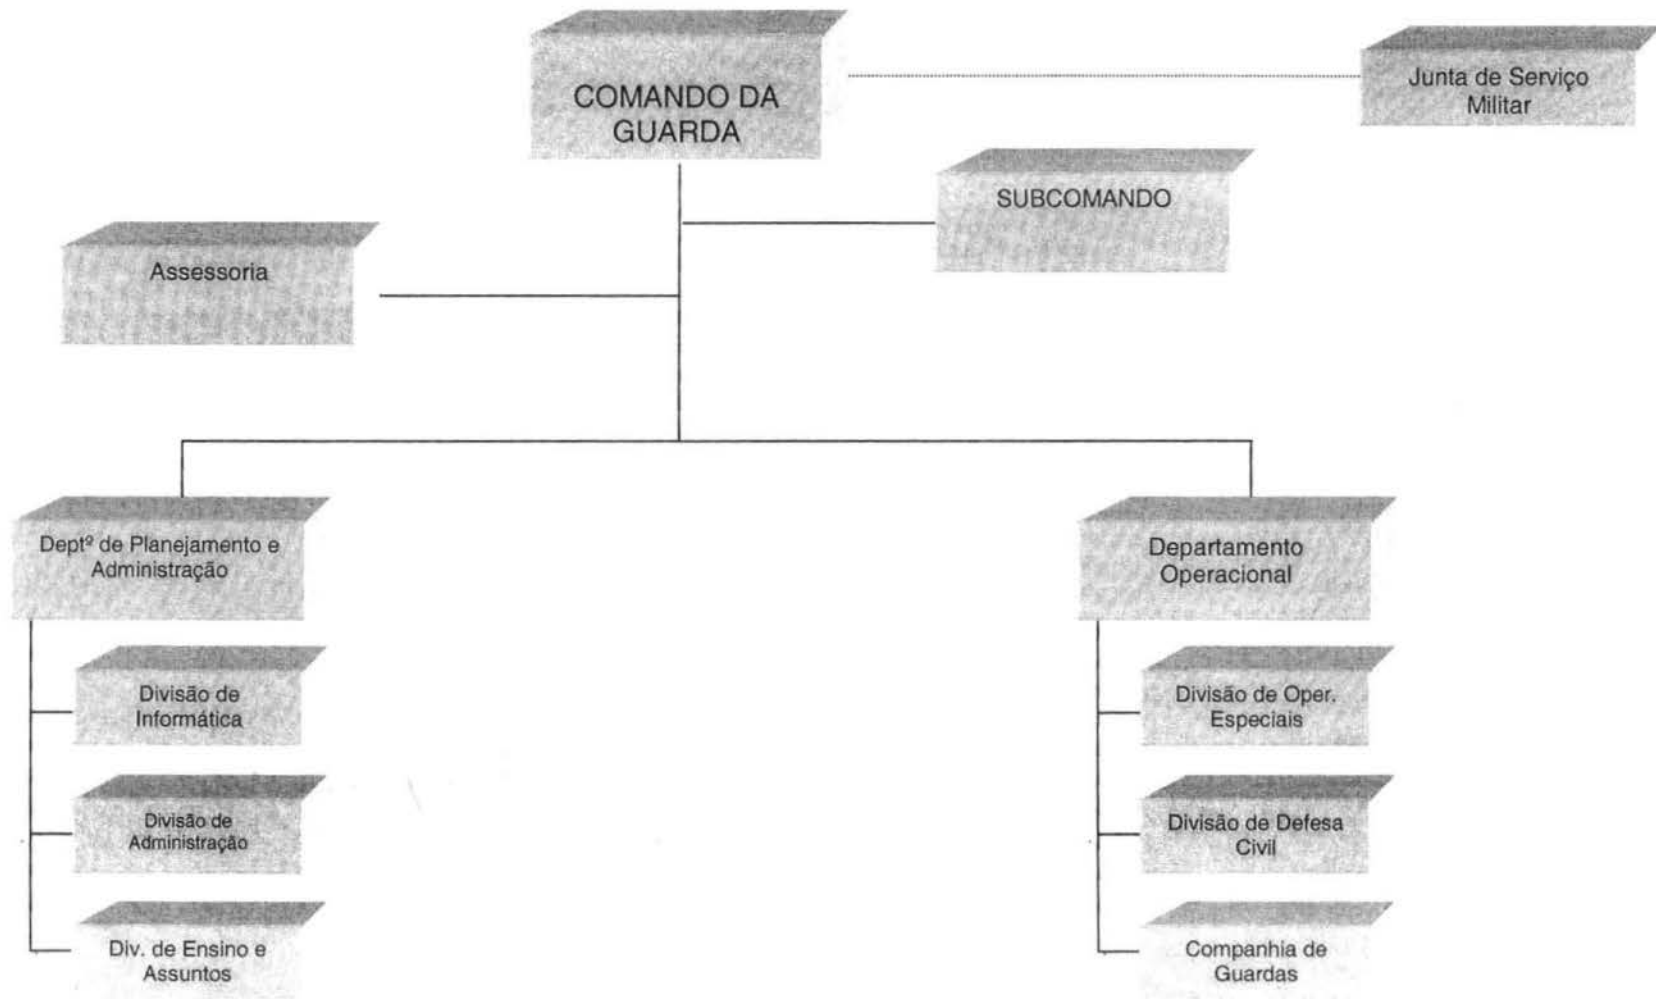 COMANDO DA
GUARDA
Junta de Serviço
Militar
SUBCOMANDO
Assessoria
Deptº de Planejamento e
Administração
Departamento
Operacional
Divisão de
Informática
Divisão de Oper.
Especiais
Divisão de
Administração
Divisão de Defesa
Civil
Div. de Ensino e
Assuntos
Companhia de
Guardas